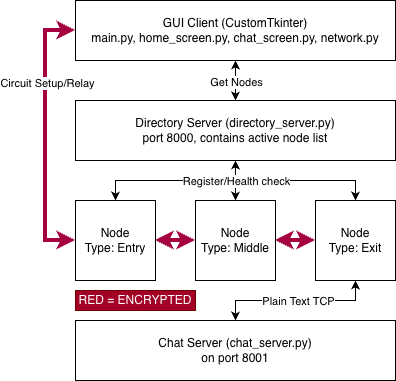 GUI Client (CustomTkinter)
main.py, home_screen.py, chat_screen.py, network.py
Circuit Setup/Relay
Get Nodes
Directory Server (directory_server.py)
port 8000, contains active node list
Register/Health check
Node
Type: Entry
Node
Type: Middle
Node
Type: Exit
RED = ENCRYPTED
Plain Text TCP
Chat Server (chat_server.py)
on port 8001